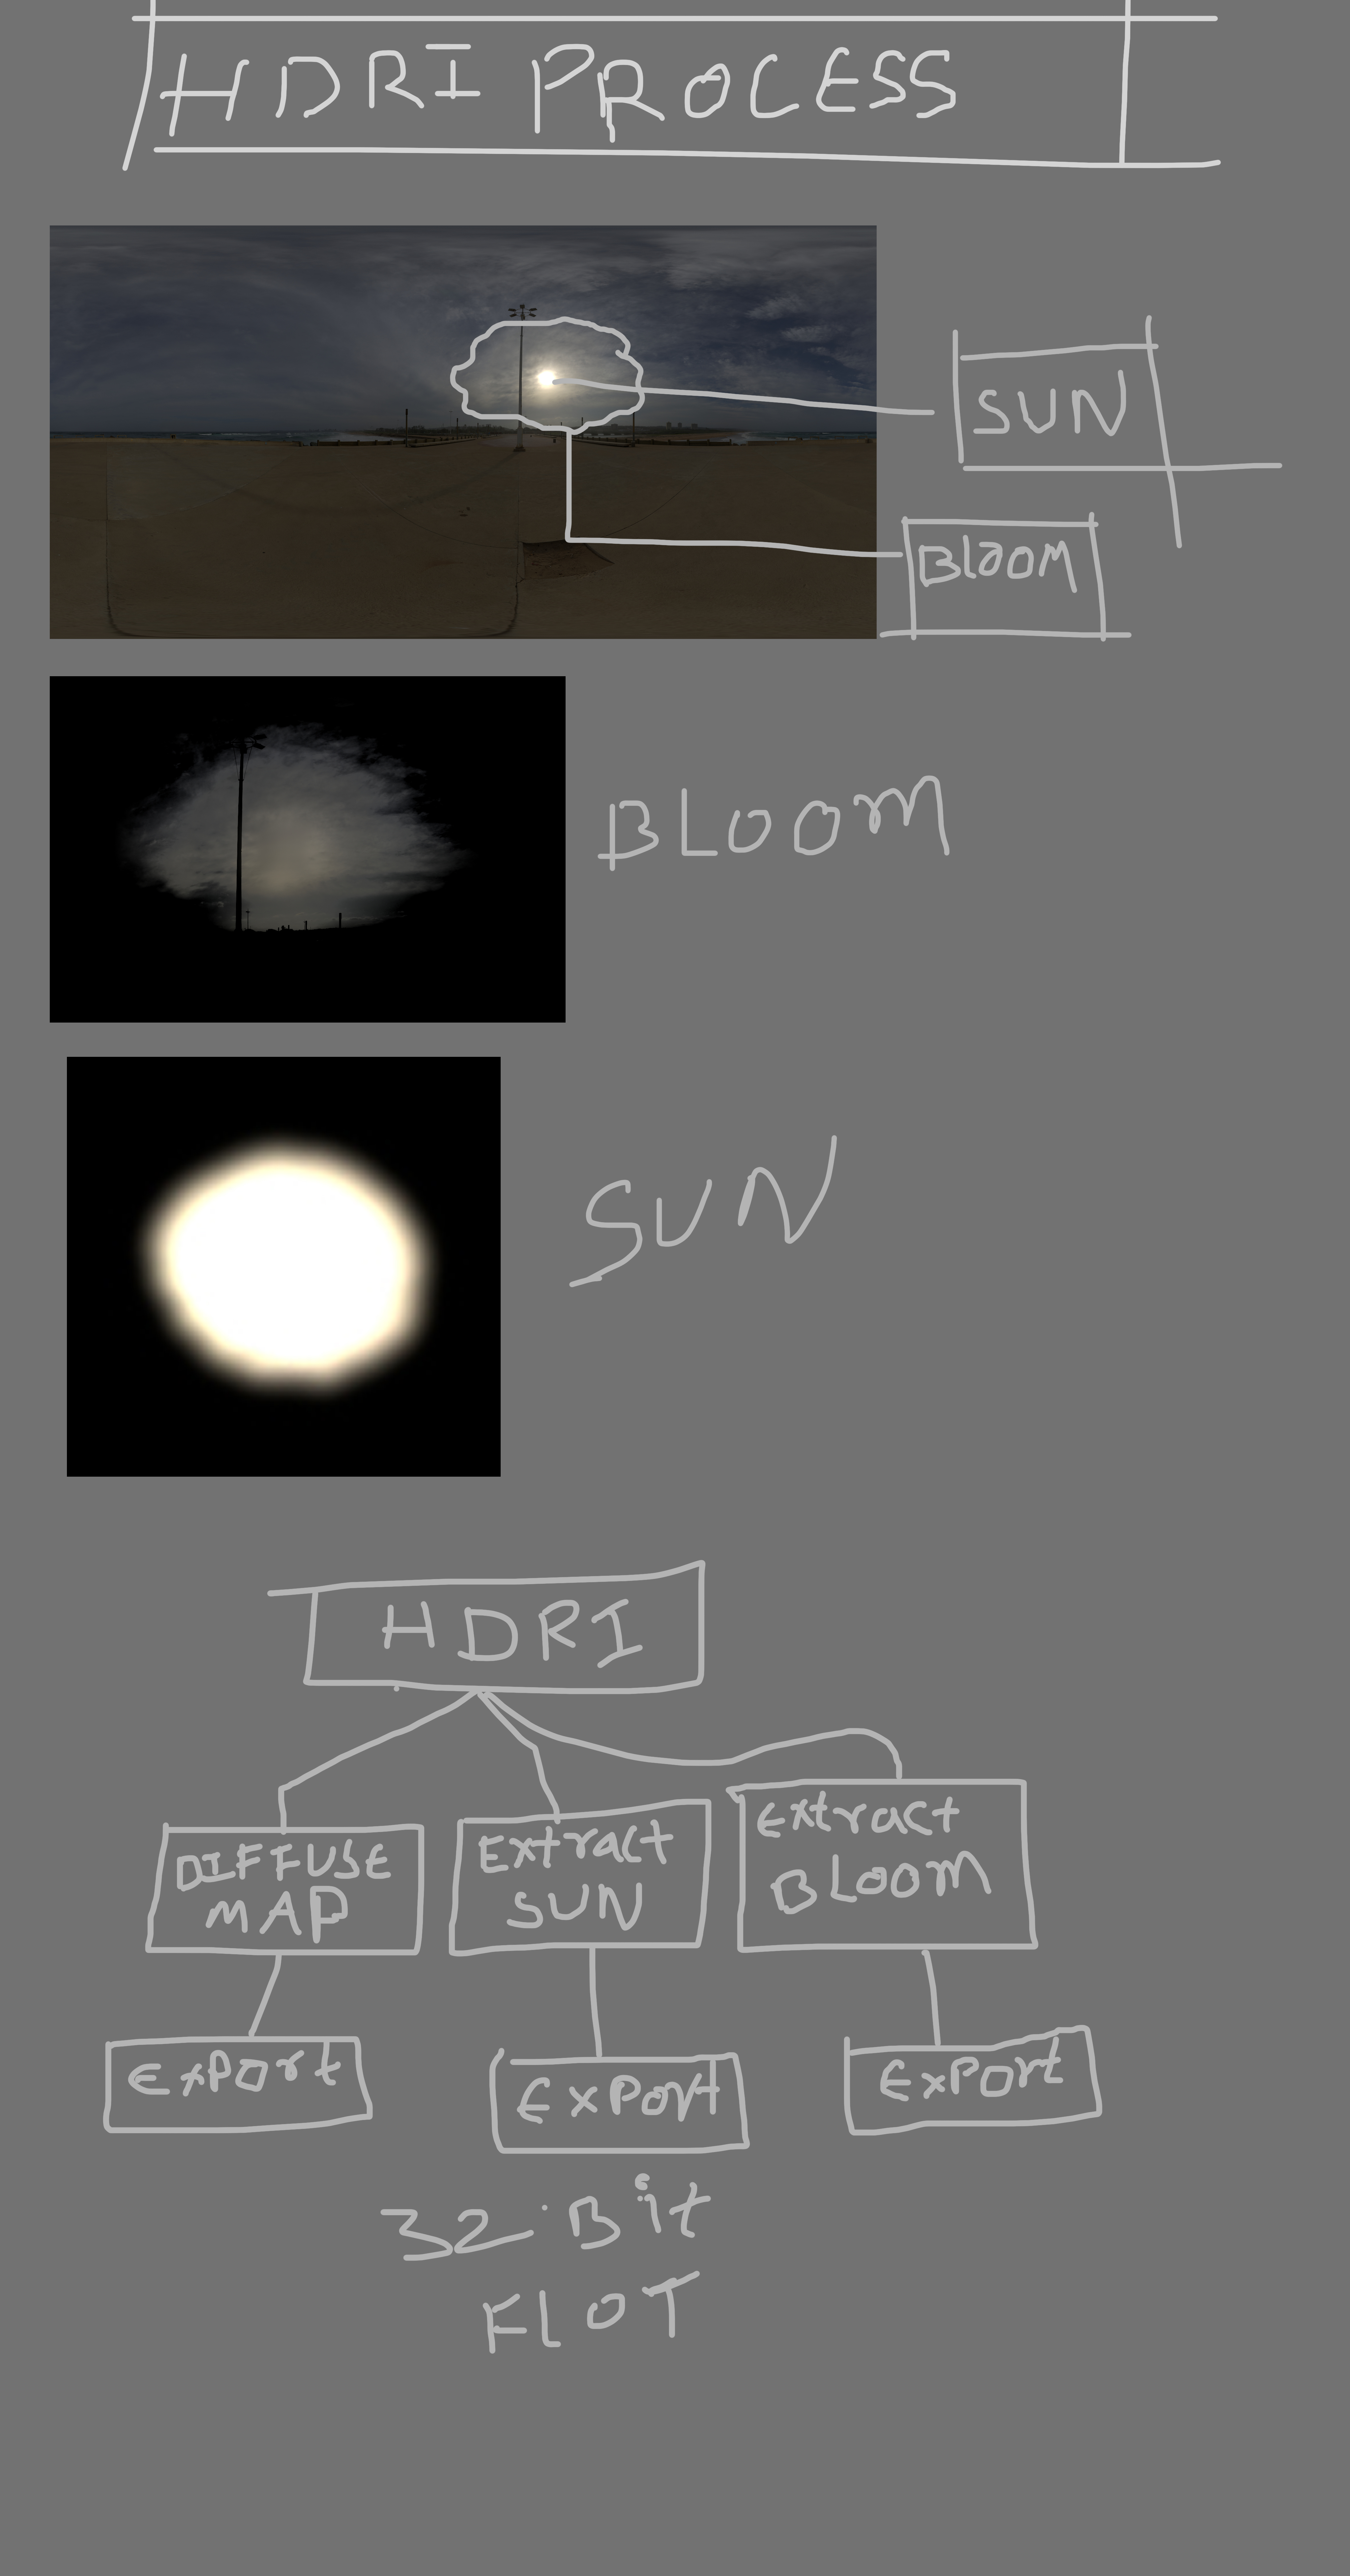 HDRI PROCESS
SUN
BLOOM
BLOOM
SUN
HDRI
DIFFUSE
MAP
Extract
SUN
Extract
BLOOM
ExPort
ExPort
ExPort
32 Bit
FLOT